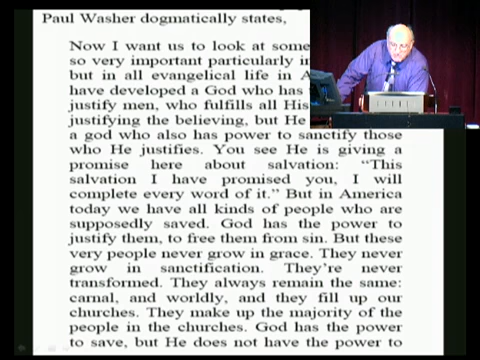 Paul Washer dogmatically states,
Now I want us to look at some
so very important particularly in
but in all evangelical life in A
have developed a God who has
justify men, who fulfills all His
justifying the believing, but He
a god who also has power to sanctify those
who He justifies. You see He is giving a
promise here about salvation: “This
salvation I have promised you, I will
complete every word of it.” But in America
today we have all kinds of people who are
supposedly saved. God has the power to
justify them, to free them from sin. But these
very people never grow in grace. They never
grow in sanctification. They’re never
transformed. They always remain the same:
carnal, and worldly, and they fill up our
churches. They make up the majority of the
people in the churches. God has the power
to save, but He does not have the power to